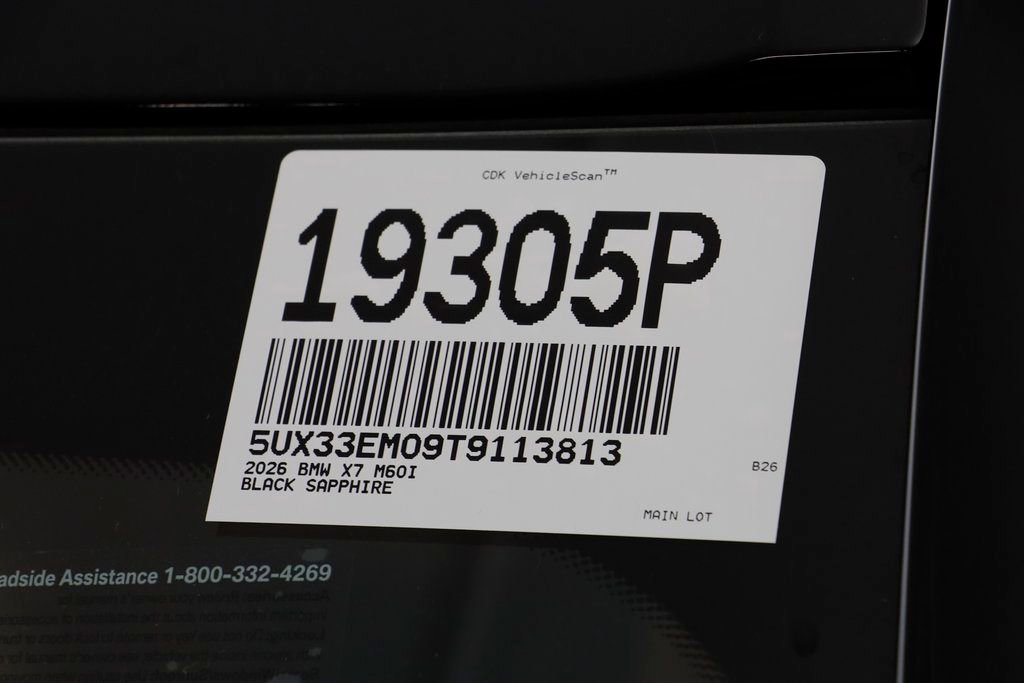 CDK VehicleScan™
19305P
5UX33EM09T9113813
2026 BMW X7 M60I
BLACK SAPPHIRE
B26
MAIN LOT
adside Assistance 1-800-332-4269